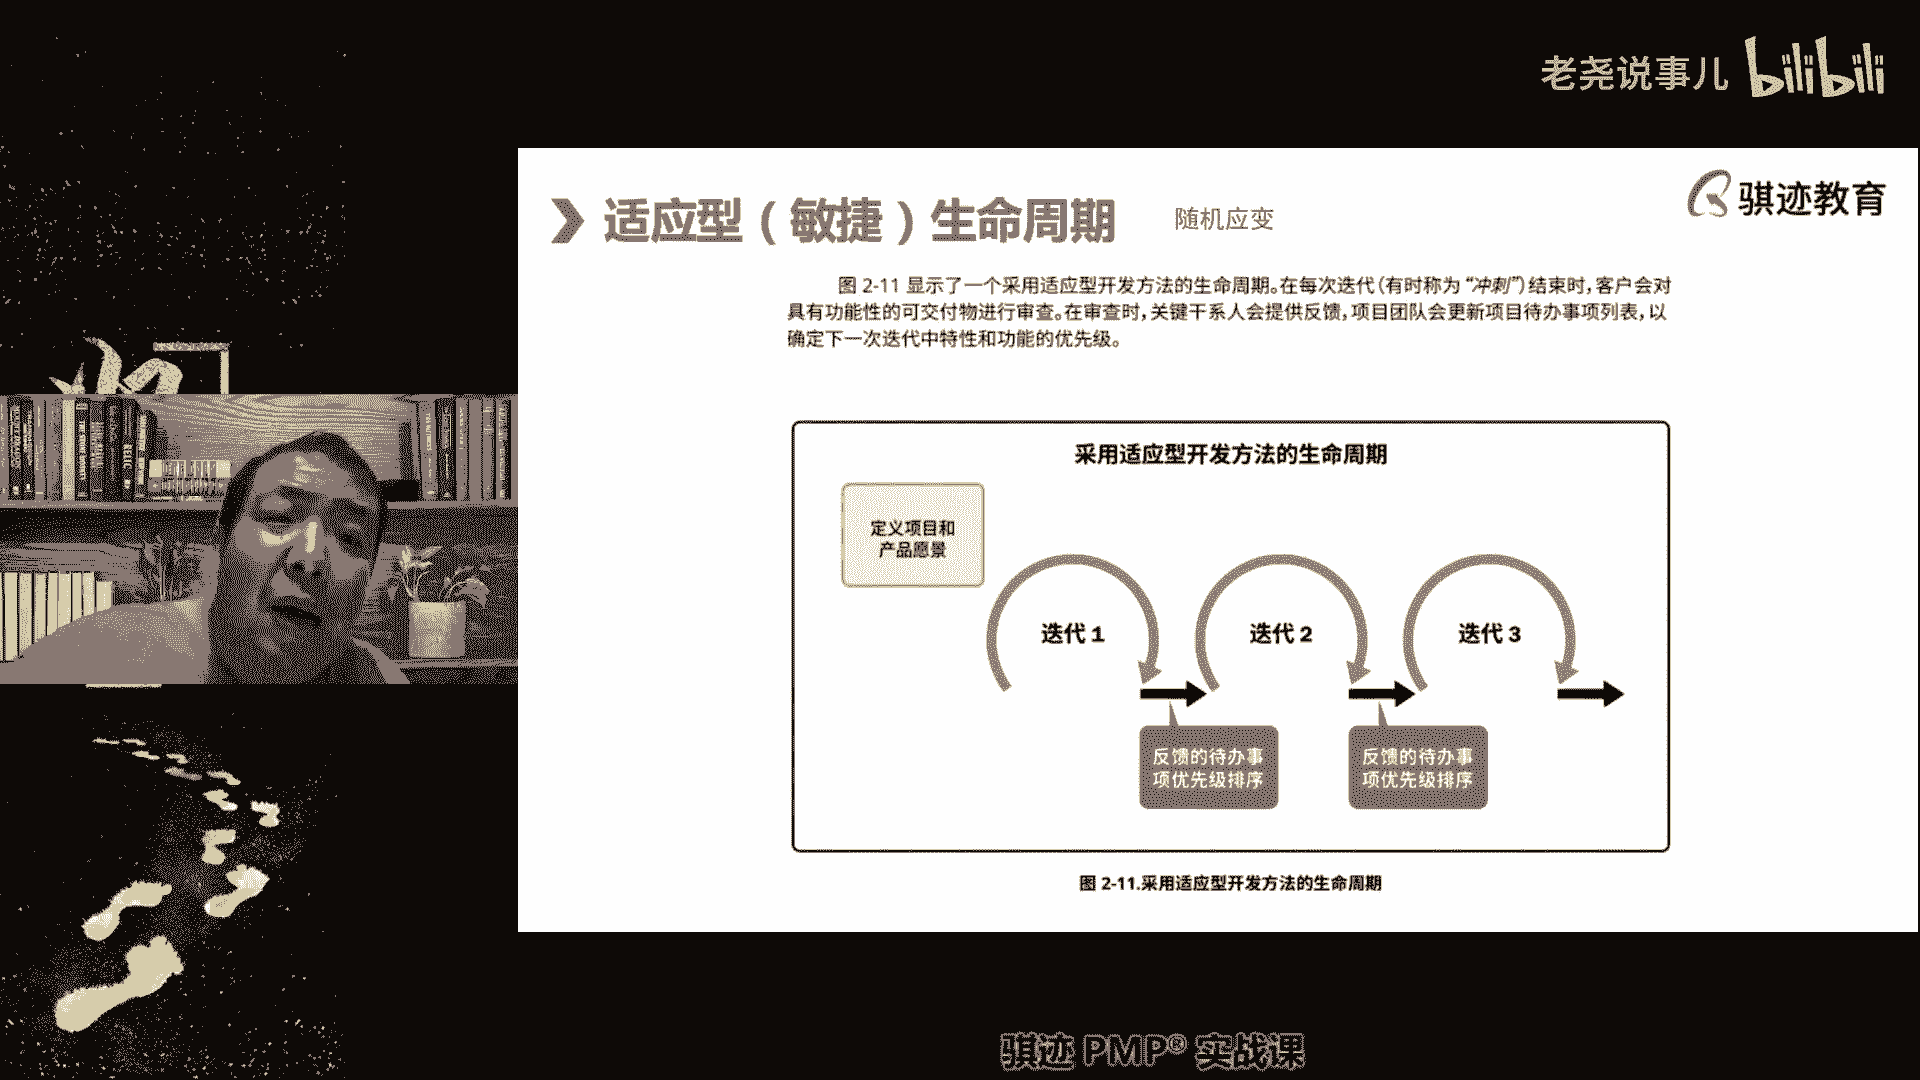 老尧说事儿 bilibili
骐迹教育
适应型（敏捷）生命周期
随机应变
图 2-11 显示了一个采用适应型开发方法的生命周期。在每次迭代（有时称为“冲刺”）结束时，客户会对
具有功能性的可交付物进行审查。在审查时，关键干系人会提供反馈，项目团队会更新项目待办事项列表，以
确定下一次迭代中特性和功能的优先级。
采用适应型开发方法的生命周期
定义项目和
产品愿景
迭代 1
迭代 2
迭代 3
反馈的待办事
项优先级排序
反馈的待办事
项优先级排序
图 2-11.采用适应型开发方法的生命周期
骐迹 PMP® 实战课